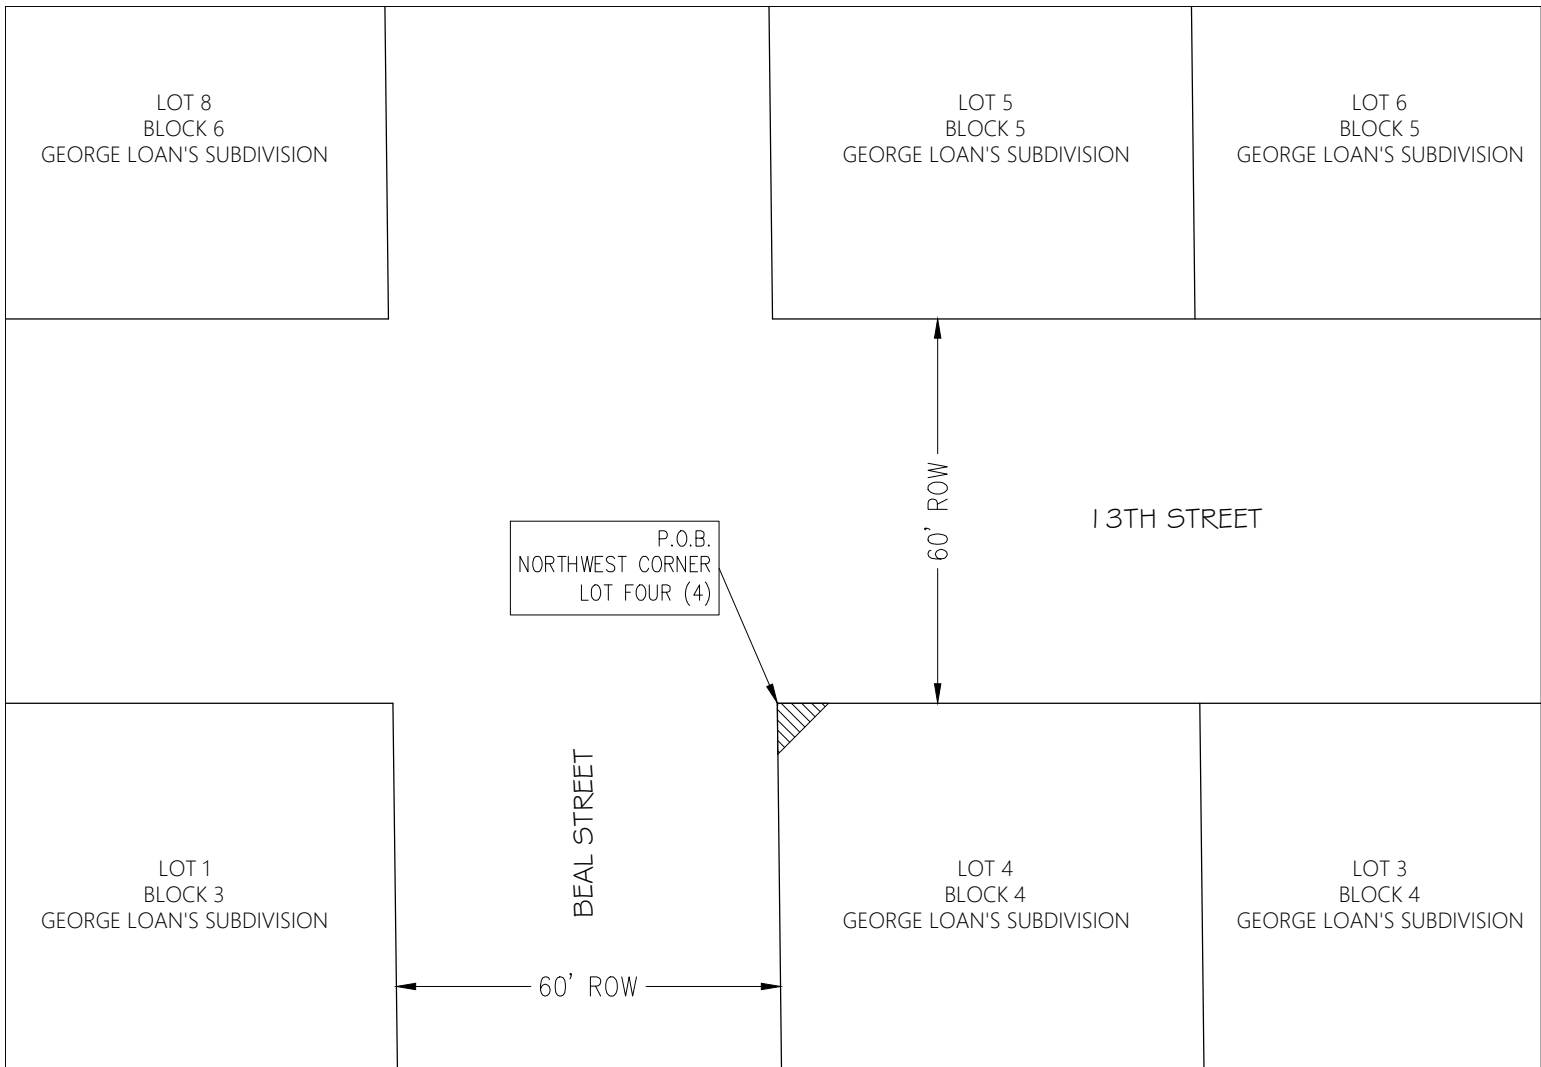 LOT 8
BLOCK 6
GEORGE LOAN'S SUBDIVISION
LOT 5
BLOCK 5
GEORGE LOAN'S SUBDIVISION
LOT 6
BLOCK 5
GEORGE LOAN'S SUBDIVISION
60' ROW
13TH STREET
P.O.B.
NORTHWEST CORNER
LOT FOUR (4)
BEAL STREET
LOT 1
BLOCK 3
GEORGE LOAN'S SUBDIVISION
LOT 4
BLOCK 4
GEORGE LOAN'S SUBDIVISION
LOT 3
BLOCK 4
GEORGE LOAN'S SUBDIVISION
60' ROW